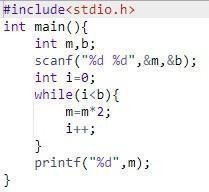 #include<stdio.h>
int main(){
    int m,b;
    scanf("%d %d",&m,&b);
    int i=0;
    while(i<b){
        m=m*2;
        i++;
    }
    printf("%d",m);
}